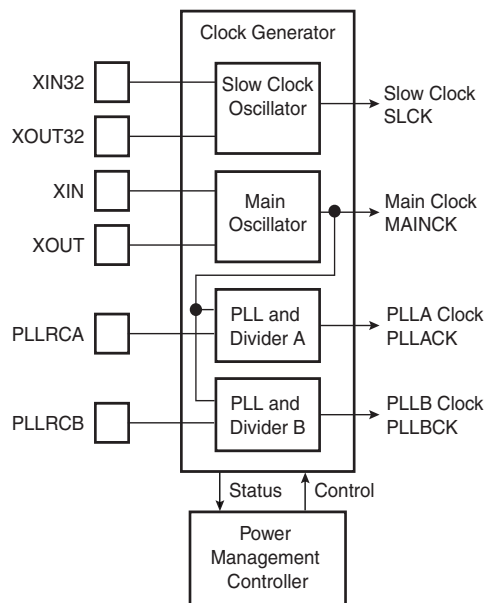 Clock Generator
XIN32
Slow Clock
Oscillator
Slow Clock
SLCK
XOUT32
XIN
Main
Oscillator
Main Clock
MAINCK
XOUT
PLLRCA
PLL and
Divider A
PLLA Clock
PLLACK
PLLRCB
PLL and
Divider B
PLLB Clock
PLLBCK
Status
Control
Power
Management
Controller